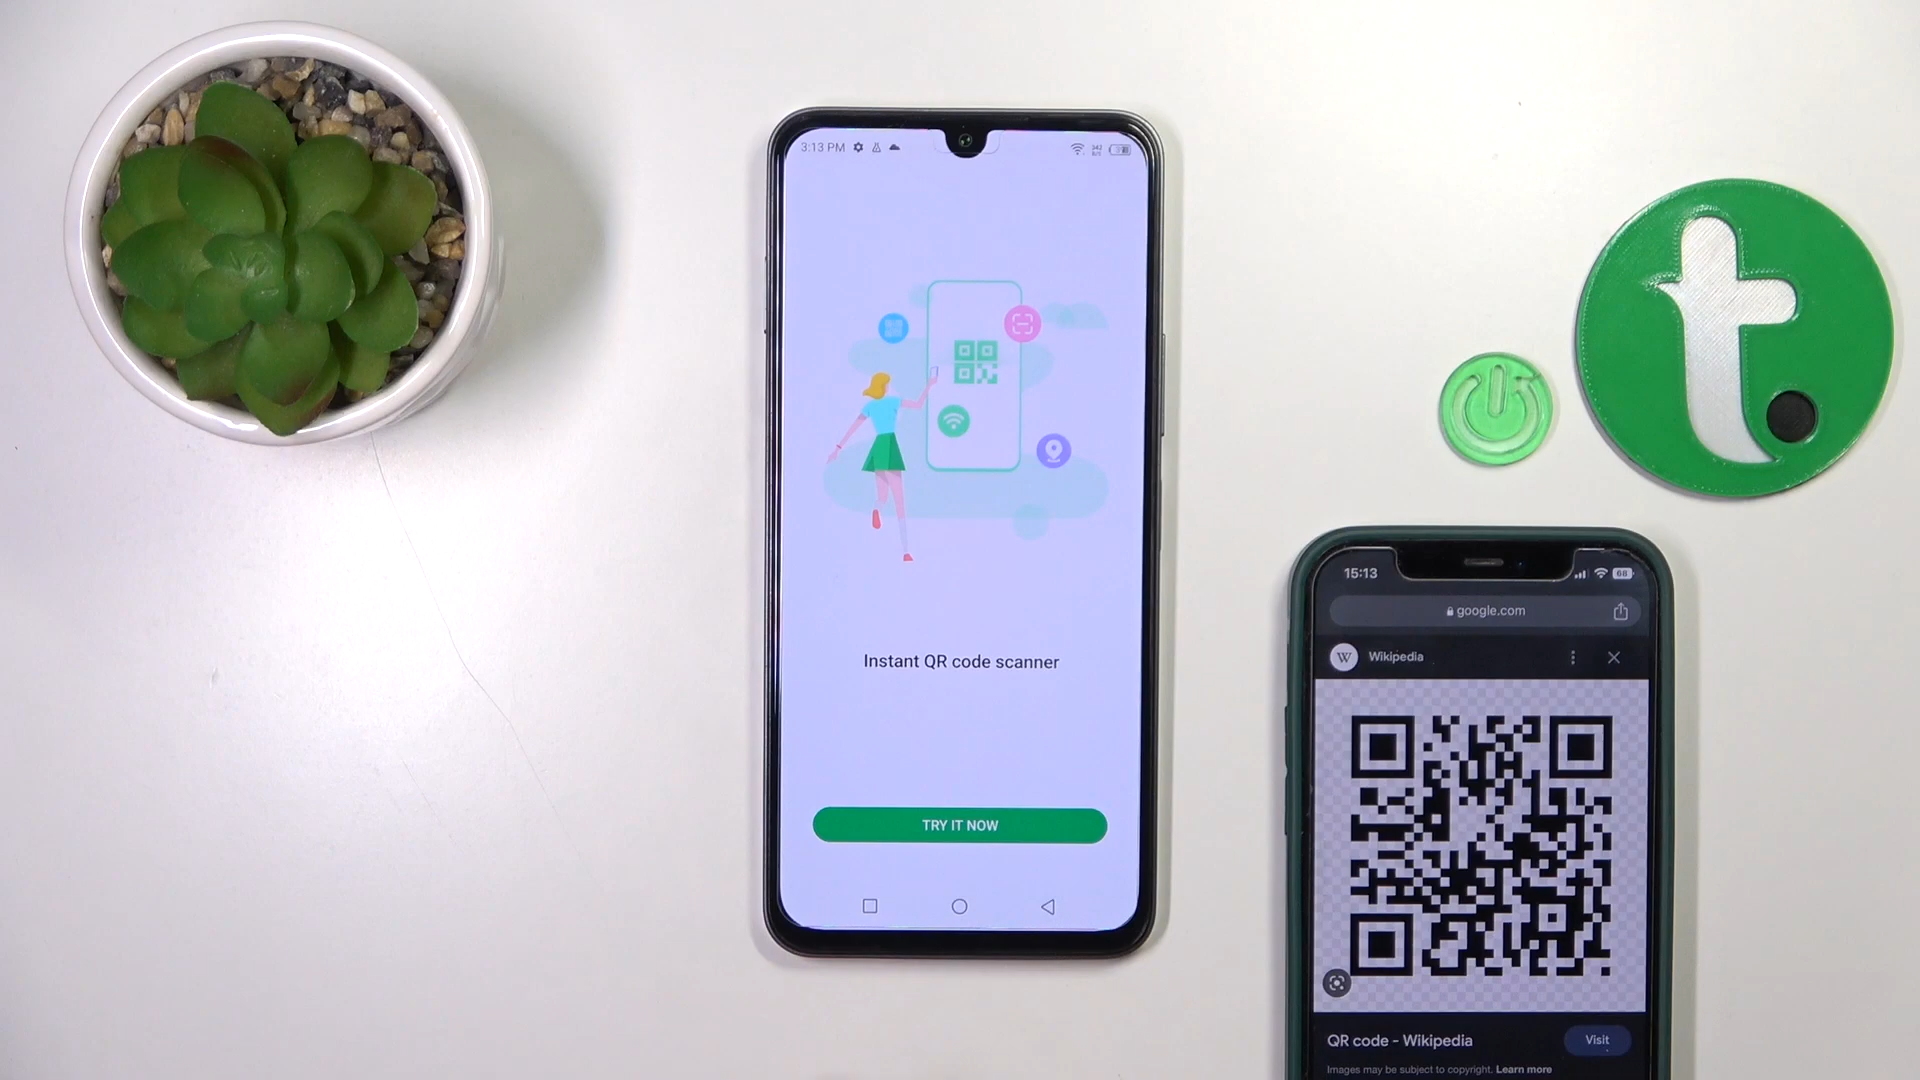 3:13 PM
Instant QR code scanner
TRY IT NOW
t
15:13
68
google.com
W Wikipedia
QR code - Wikipedia
Visit
Images may be subject to copyright. Learn more